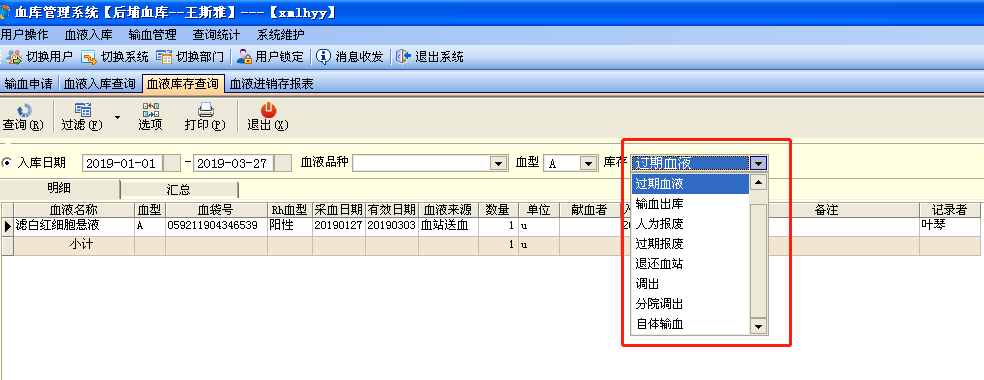 血库管理系统【后埔血库--王斯雅】---【xmlhyy】
用户操作 血液入库 输血管理 查询统计 系统维护
切换用户 切换系统 切换部门 用户锁定 消息收发 退出系统
输血申请 血液入库查询 血液库存查询 血液进销存报表
查询(R) 过滤(F) 选项 打印(P) 退出(X)
入库日期 2019-01-01 - 2019-03-27 血液品种 血型 A 库存 过期血液
明细 汇总
血液名称 血型 血袋号 Rh血型 采血日期 有效日期 血液来源 数量 单位 献血者 备注 记录者
滤白红细胞悬液 A 059211904346539 阳性 20190127 20190303 血站送血 1 u 叶琴
小计 1 u
过期血液
输血出库
人为报废
过期报废
退还血站
调出
分院调出
自体输血